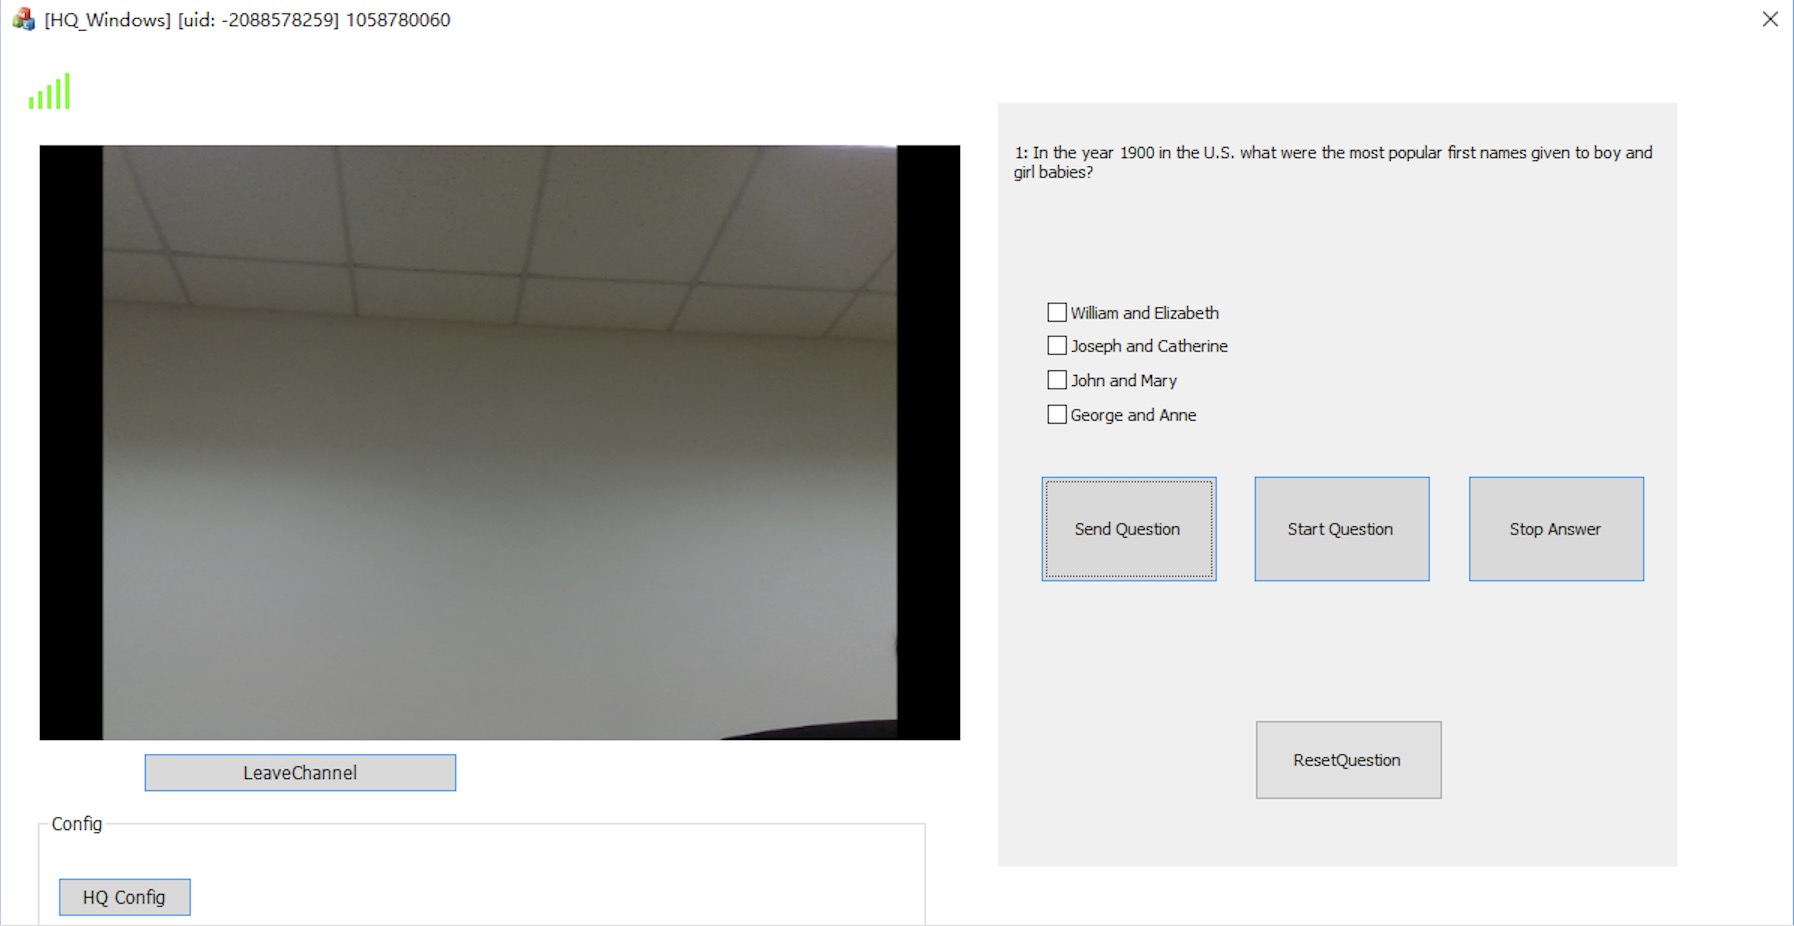 [HQ_Windows] [uid: -2088578259] 1058780060
1: In the year 1900 in the U.S. what were the most popular first names given to boy and
girl babies?
William and Elizabeth
Joseph and Catherine
John and Mary
George and Anne
Send Question
Start Question
Stop Answer
ResetQuestion
LeaveChannel
Config
HQ Config